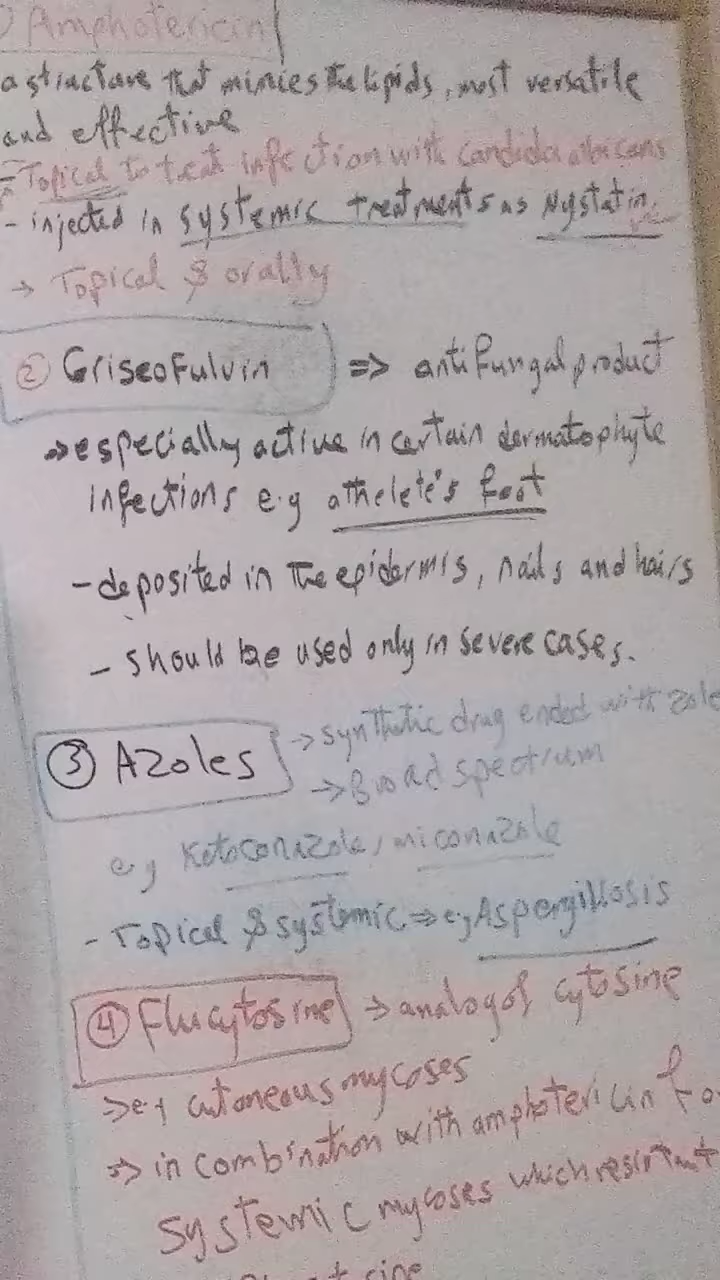 ) Amphotericin
a structure that mimics the lipids, most versatile
and effective
- Topical to treat infection with candida albicans
- injected in systemic treatments as Nystatin.
→ Topical & orally
② Griseofulvin => antifungal product
→ especially active in certain dermatophyte
infections e.g athelete's foot
- deposited in the epidermis, nails and hairs
- should be used only in severe cases.
③ Azoles → synthetic drug ended with zole
→ Broad spectrum
e.g Ketoconazole, miconazole
- Topical & systemic => e.g Aspergillosis
④ Flucytosine → analog of cytosine
→ e.g cutaneous mycoses
→ in combination with amphotericin fo
systemic mycoses which resistant